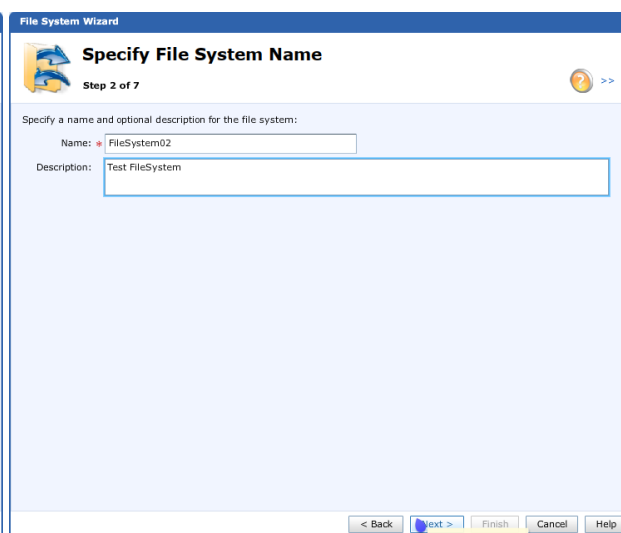 File System Wizard
Specify File System Name
Step 2 of 7
? >>
Specify a name and optional description for the file system:
Name: * FileSystem02
Description: Test FileSystem
< Back Next > Finish Cancel Help